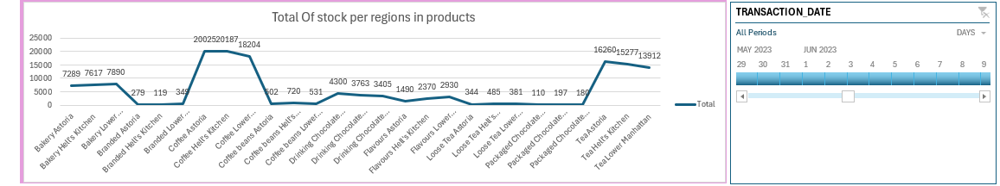 Total Of stock per regions in products
25000
20000
15000
10000
5000
0
7289 7617 7890 279 119 349 20025 20187 18204 502 720 531 4300 3763 3405 1490 2370 2930 344 485 381 110 197 180 16260 15277 13912
Bakery Astoria
Bakery Hell's Kitchen
Bakery Lower...
Branded Astoria
Branded Hell's Kitchen
Branded Lower...
Coffee Astoria
Coffee Hell's Kitchen
Coffee Lower...
Coffee beans Astoria
Coffee beans Hell's...
Coffee beans Lower...
Drinking Chocolate...
Drinking Chocolate...
Drinking Chocolate...
Flavours Astoria
Flavours Hell's Kitchen
Flavours Lower...
Loose Tea Astoria
Loose Tea Hell's...
Loose Tea Lower...
Packaged Chocolate...
Packaged Chocolate...
Packaged Chocolate...
Tea Astoria
Tea Hell's Kitchen
Tea Lower Manhattan
Total
TRANSACTION_DATE
All Periods DAYS
MAY 2023 JUN 2023
29 30 31 1 2 3 4 5 6 7 8 9